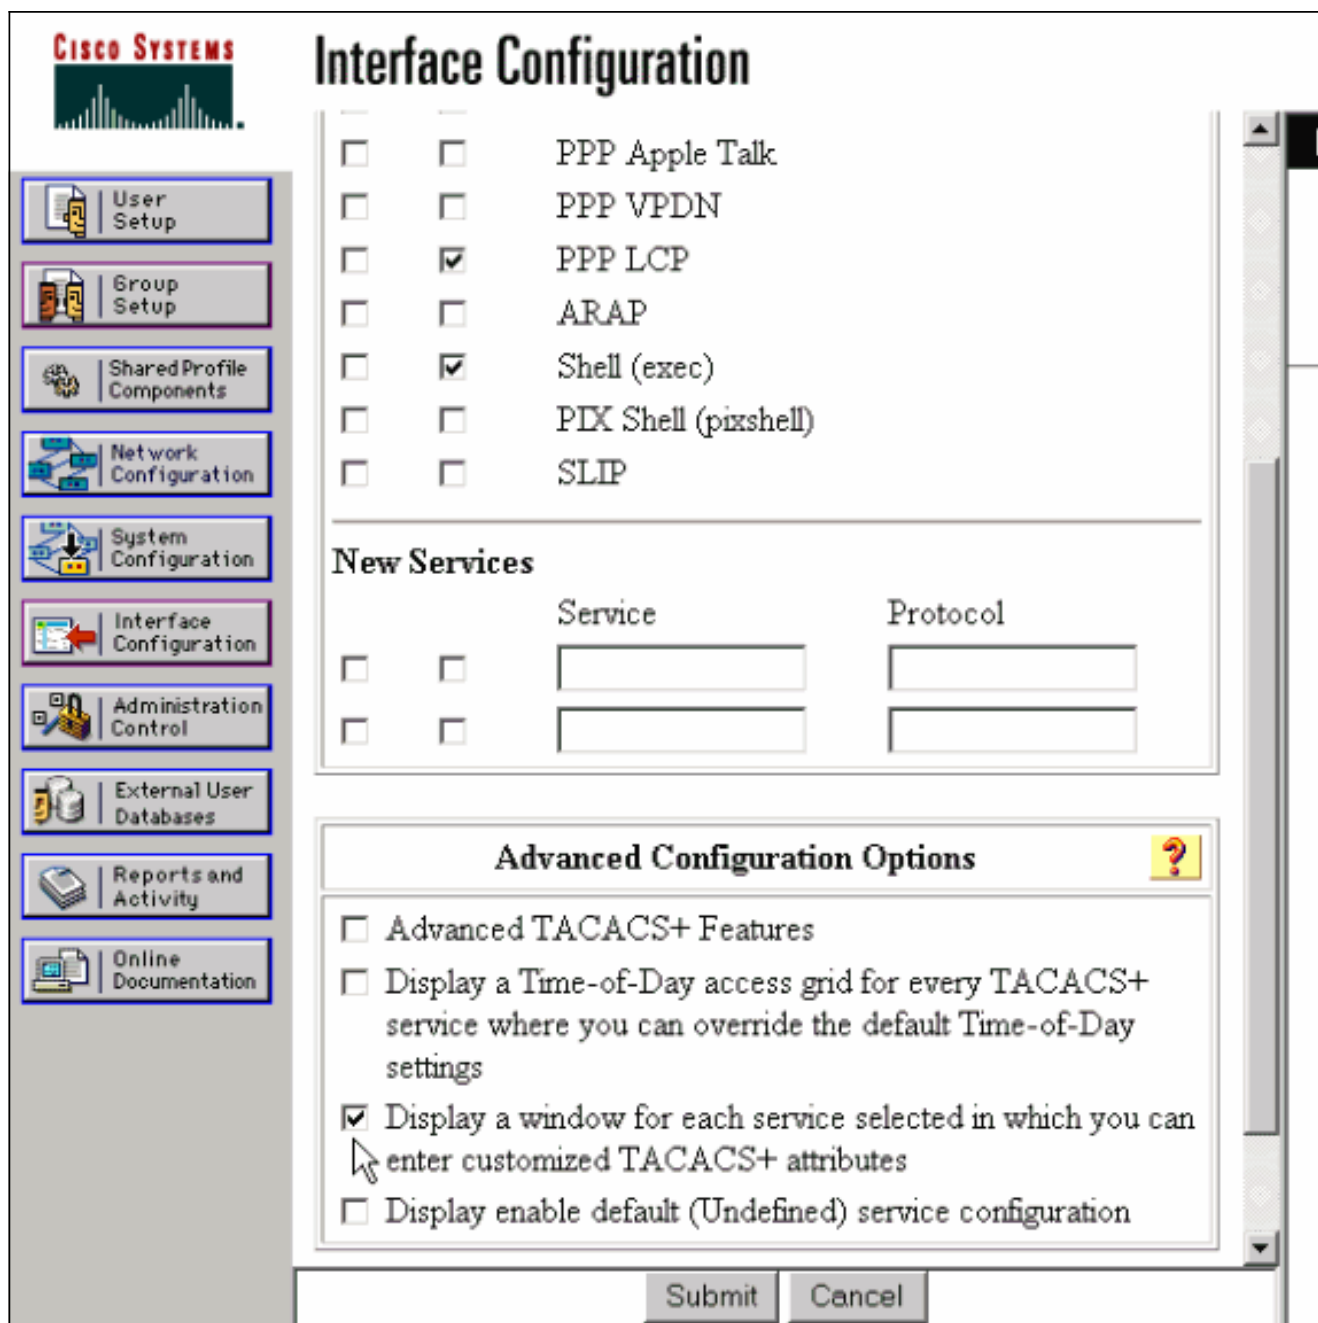 CISCO SYSTEMS
Interface Configuration
User
Setup
Group
Setup
Shared Profile
Components
Network
Configuration
System
Configuration
Interface
Configuration
Administration
Control
External User
Databases
Reports and
Activity
Online
Documentation
PPP Apple Talk
PPP VPDN
PPP LCP
ARAP
Shell (exec)
PIX Shell (pixshell)
SLIP
New Services
Service Protocol
Advanced Configuration Options ?
Advanced TACACS+ Features
Display a Time-of-Day access grid for every TACACS+
service where you can override the default Time-of-Day
settings
Display a window for each service selected in which you can
enter customized TACACS+ attributes
Display enable default (Undefined) service configuration
Submit Cancel